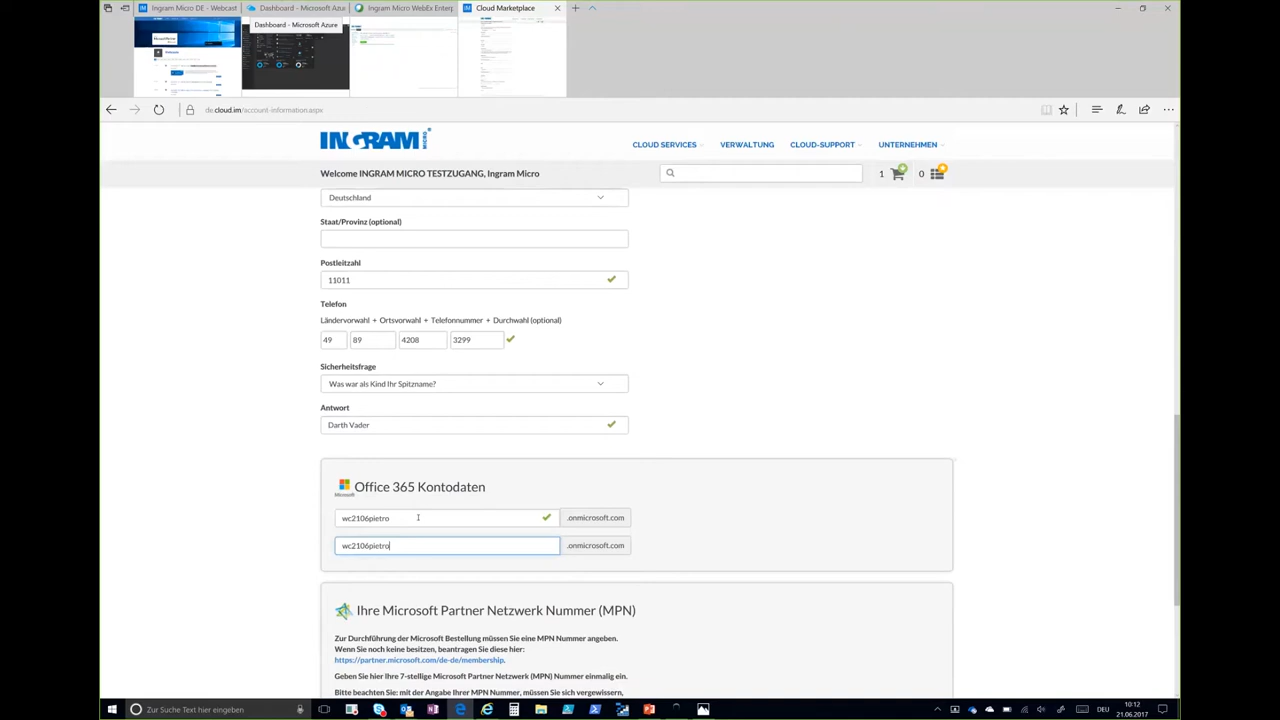 Ingram Micro DE - Webcast
Dashboard - Microsoft Azu
Ingram Micro WebEx Enterp
Cloud Marketplace
Dashboard - Microsoft Azure
de.cloud.im/account-information.aspx
INGRAM MICRO
CLOUD SERVICES
VERWALTUNG
CLOUD-SUPPORT
UNTERNEHMEN
Welcome INGRAM MICRO TESTZUGANG, Ingram Micro
1
0
Deutschland
Staat/Provinz (optional)
Postleitzahl
11011
Telefon
Ländervorwahl + Ortsvorwahl + Telefonnummer + Durchwahl (optional)
49 89 4208 3299
Sicherheitsfrage
Was war als Kind Ihr Spitzname?
Antwort
Darth Vader
Microsoft
Office 365 Kontodaten
wc2106pietro .onmicrosoft.com
wc2106pietro .onmicrosoft.com
Ihre Microsoft Partner Netzwerk Nummer (MPN)
Zur Durchführung der Microsoft Bestellung müssen Sie eine MPN Nummer angeben.
Wenn Sie noch keine besitzen, beantragen Sie diese hier:
https://partner.microsoft.com/de-de/membership.
Geben Sie hier Ihre 7-stellige Microsoft Partner Netzwerk (MPN) Nummer einmalig ein.
Bitte beachten Sie: mit der Angabe Ihrer MPN Nummer, müssen Sie sich vergewissern,
Zur Suche Text hier eingeben
DEU
10:12
21.06.2017